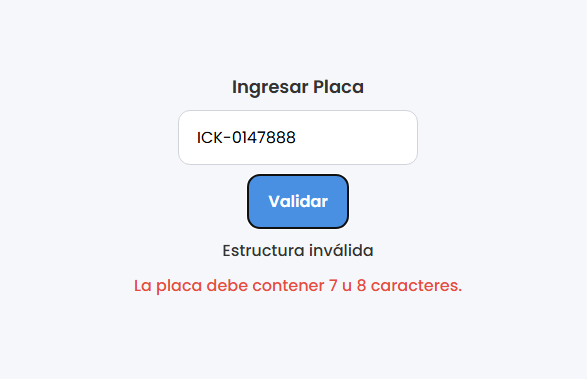 Ingresar Placa
ICK-0147888
Validar
Estructura inválida
La placa debe contener 7 u 8 caracteres.